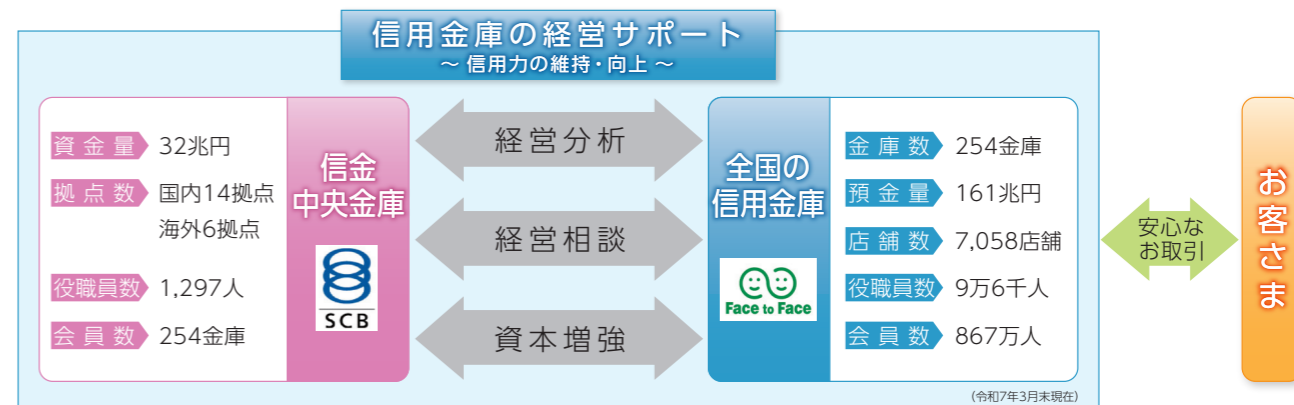 信用金庫の経営サポート
～ 信用力の維持・向上 ～
資金量 32兆円
拠点数 国内14拠点
海外6拠点
役職員数 1,297人
会員数 254金庫
信金
中央金庫
SCB
経営分析
経営相談
資本増強
全国の
信用金庫
Face to Face
金庫数 254金庫
預金量 161兆円
店舗数 7,058店舗
役職員数 9万6千人
会員数 867万人
安心な
お取引
お客さま
(令和7年3月末現在)